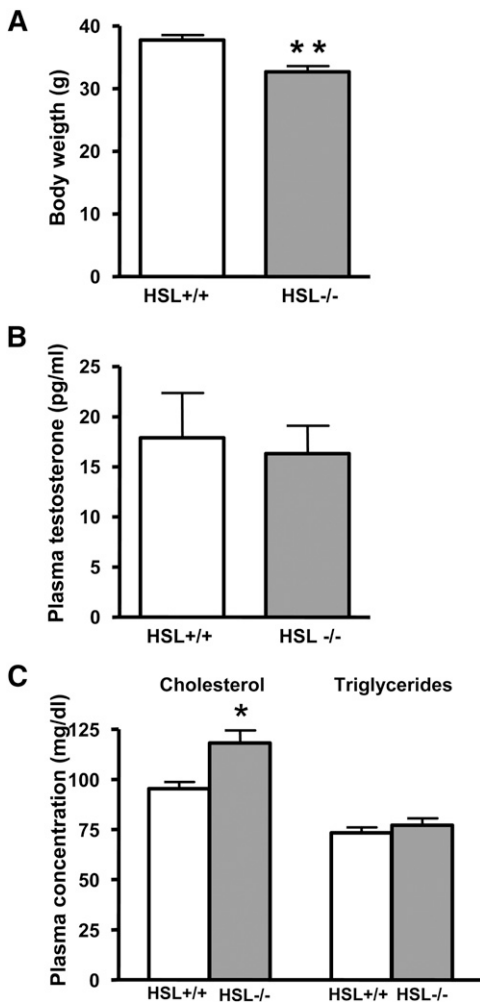 A
Body weigth (g)
40
30
20
10
0
* *
HSL+/+ HSL-/-
B
Plasma testosterone (pg/ml)
25
20
15
10
5
0
HSL+/+ HSL -/-
C
Cholesterol Triglycerides
Plasma concentration (mg/dl)
125
100
75
50
25
0
*
HSL+/+ HSL-/- HSL+/+ HSL-/-